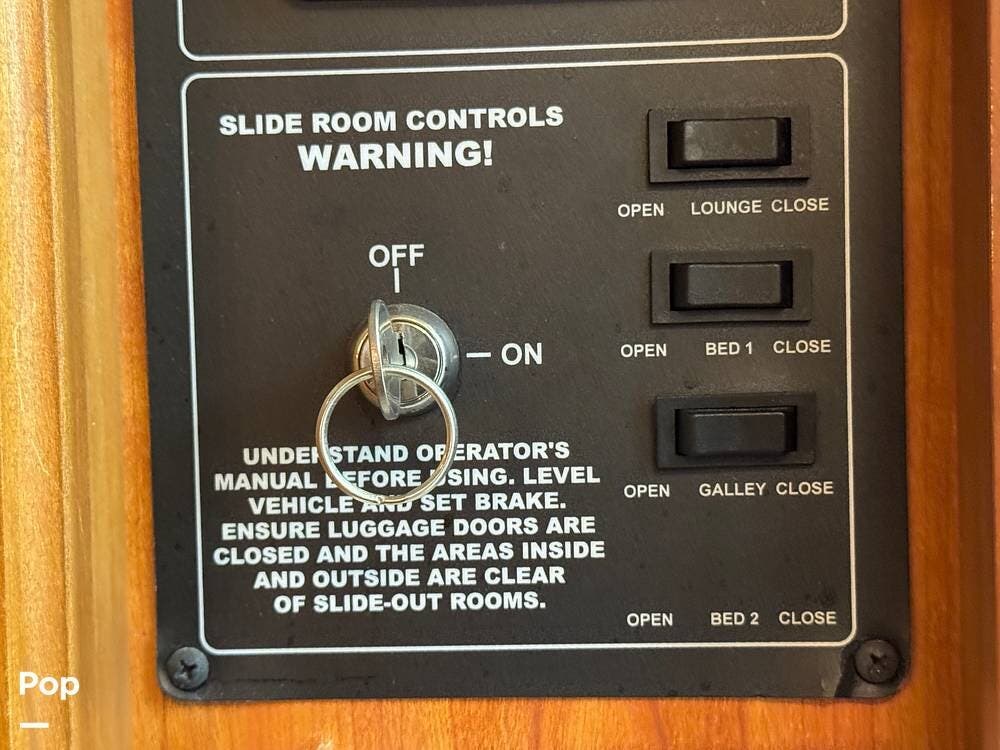 SLIDE ROOM CONTROLS
WARNING!
OFF
ON
UNDERSTAND OPERATOR'S
MANUAL BEFORE USING. LEVEL
VEHICLE AND SET BRAKE.
ENSURE LUGGAGE DOORS ARE
CLOSED AND THE AREAS INSIDE
AND OUTSIDE ARE CLEAR
OF SLIDE-OUT ROOMS.
OPEN LOUNGE CLOSE
OPEN BED 1 CLOSE
OPEN GALLEY CLOSE
OPEN BED 2 CLOSE
Pop